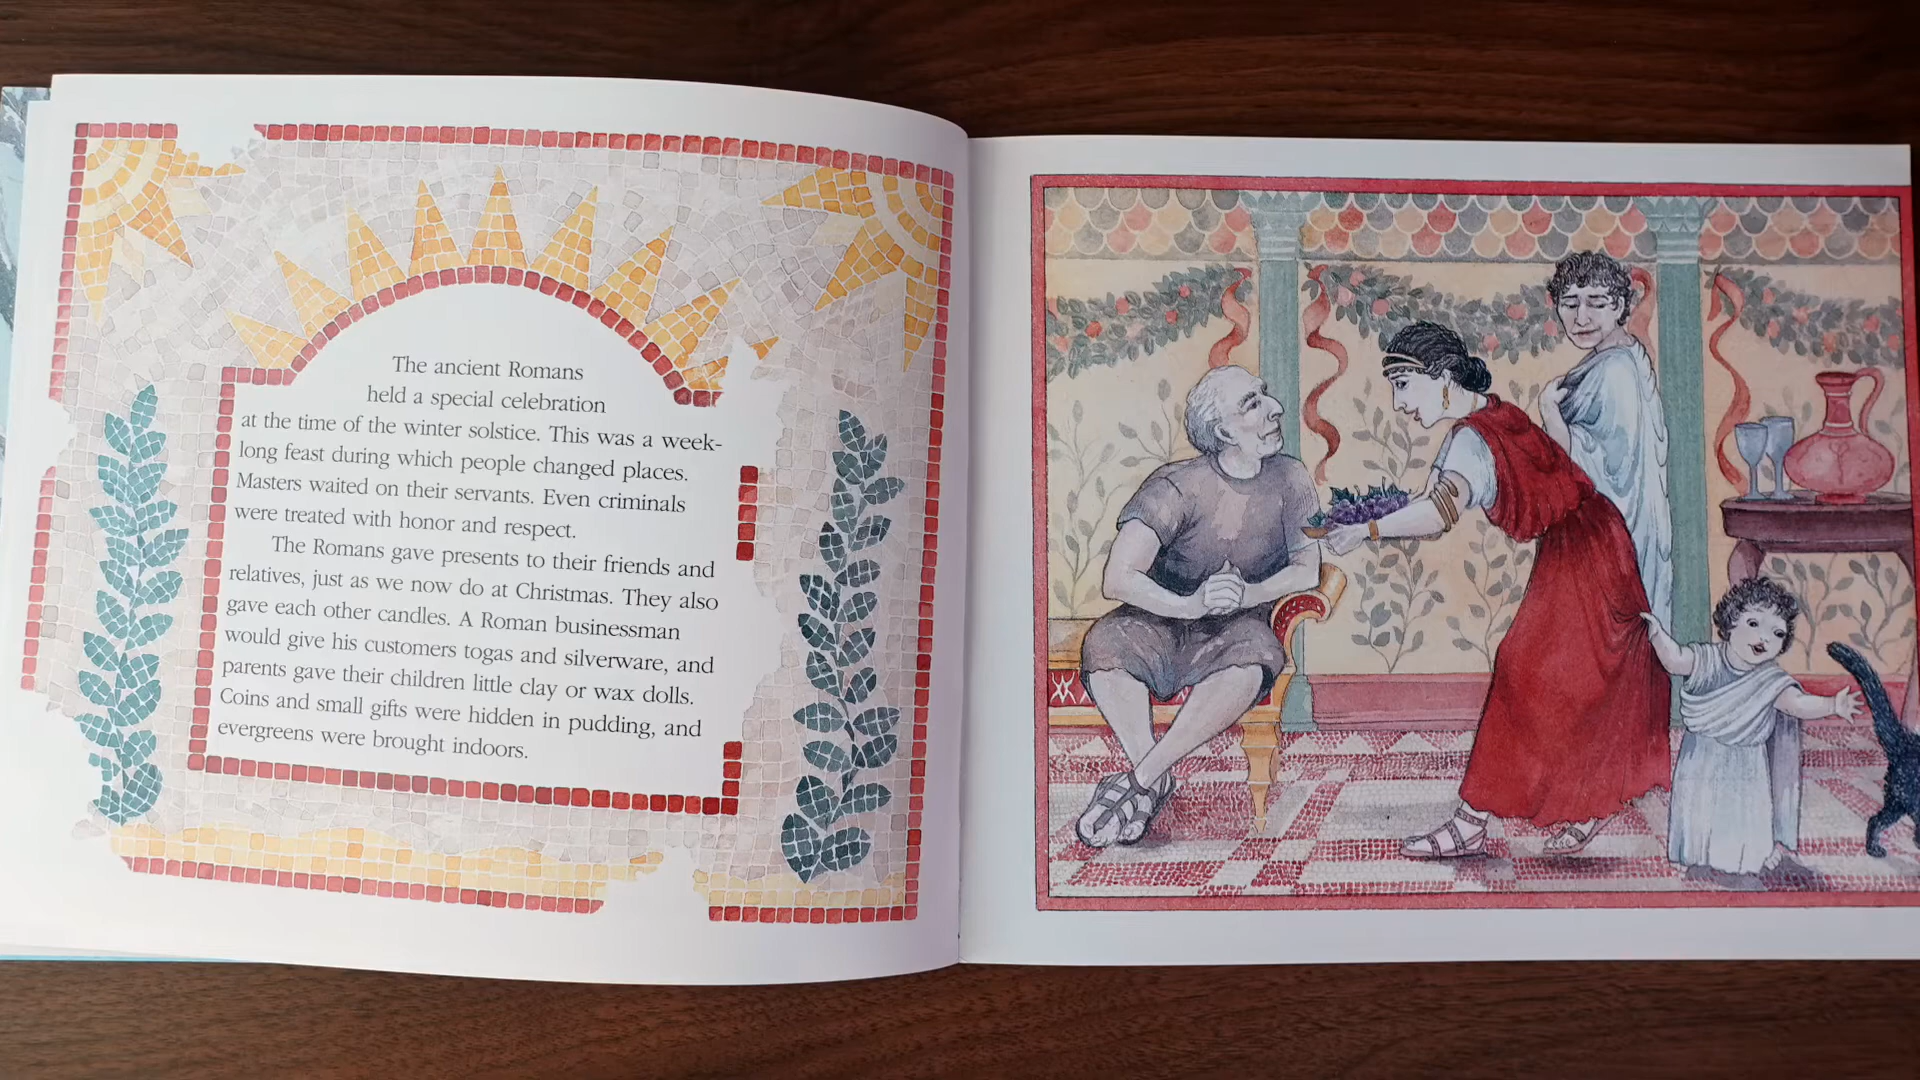 The ancient Romans
held a special celebration
at the time of the winter solstice. This was a week-
long feast during which people changed places.
Masters waited on their servants. Even criminals
were treated with honor and respect.
The Romans gave presents to their friends and
relatives, just as we now do at Christmas. They also
gave each other candles. A Roman businessman
would give his customers togas and silverware, and
parents gave their children little clay or wax dolls.
Coins and small gifts were hidden in pudding, and
evergreens were brought indoors.